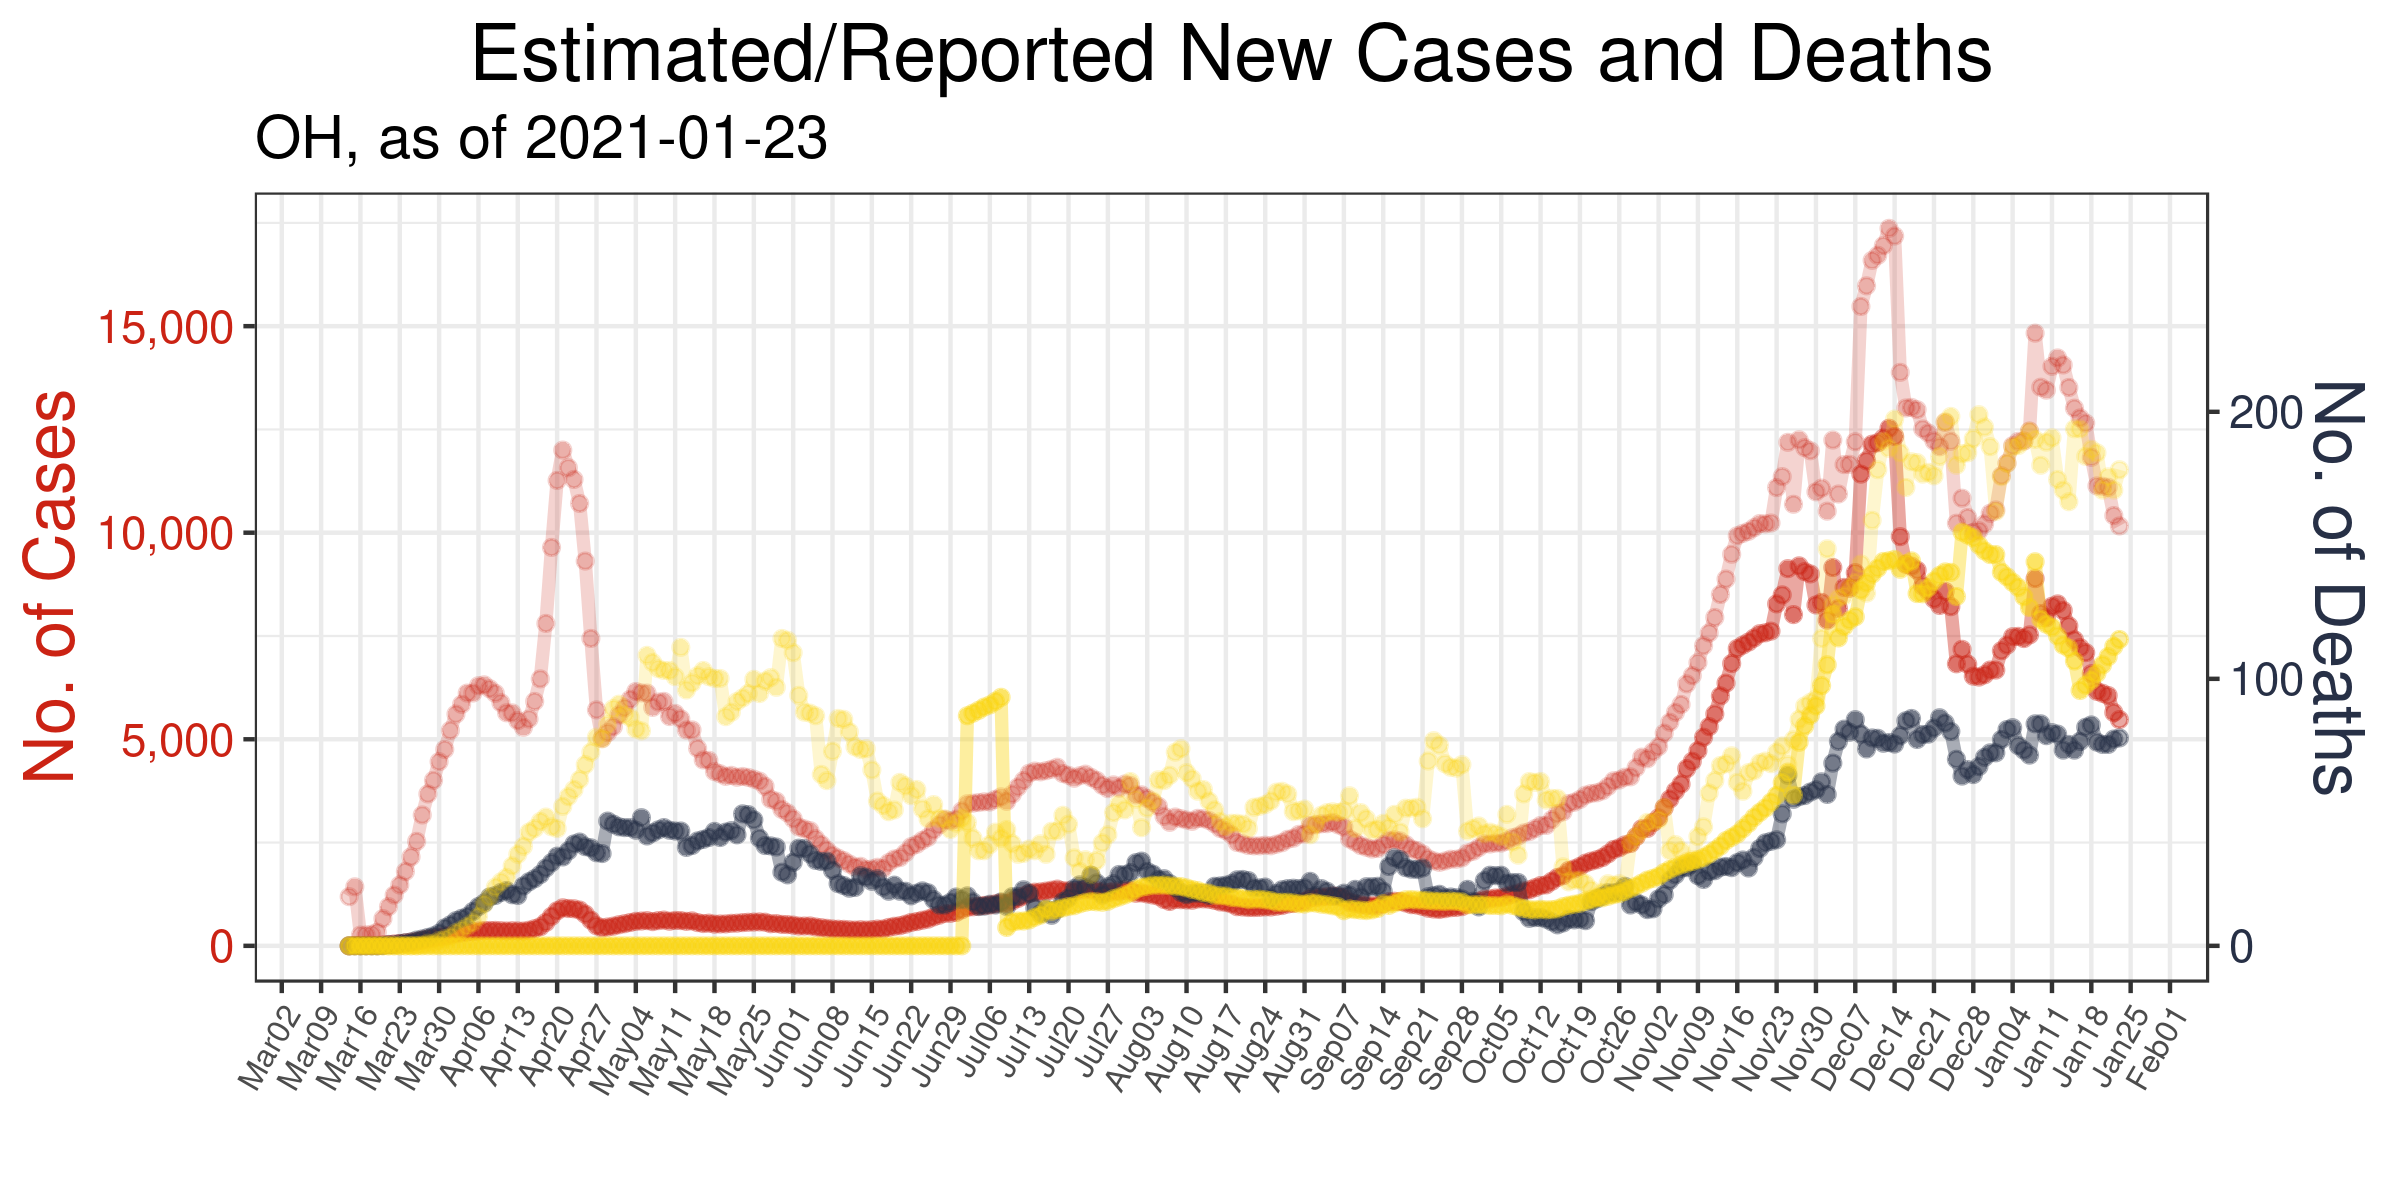 Estimated/Reported New Cases and Deaths
OH, as of 2021-01-23
No. of Cases
15,000
10,000
5,000
0
200
100
0
No. of Deaths
Mar02
Mar09
Mar16
Mar23
Mar30
Apr06
Apr13
Apr20
Apr27
May04
May11
May18
May25
Jun01
Jun08
Jun15
Jun22
Jun29
Jul06
Jul13
Jul20
Jul27
Aug03
Aug10
Aug17
Aug24
Aug31
Sep07
Sep14
Sep21
Sep28
Oct05
Oct12
Oct19
Oct26
Nov02
Nov09
Nov16
Nov23
Nov30
Dec07
Dec14
Dec21
Dec28
Jan04
Jan11
Jan18
Jan25
Feb01